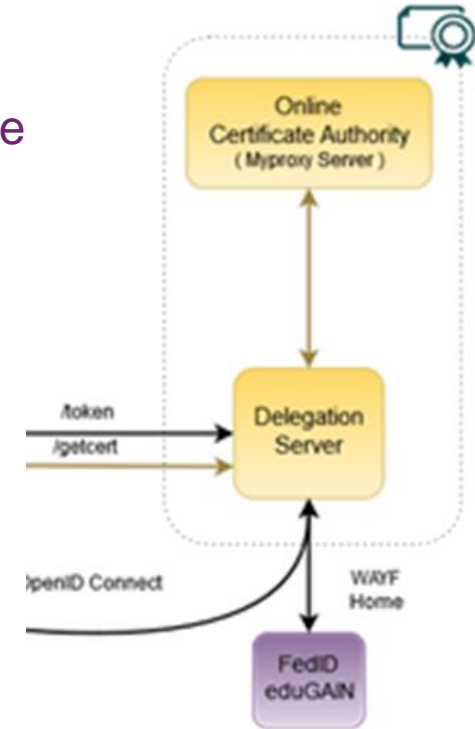 Online
e
Certificate Authority
( Myproxy Server )
/token
Delegation
Server
/getcert
OpenID Connect
WAYF
Home
FedID
eduGAIN